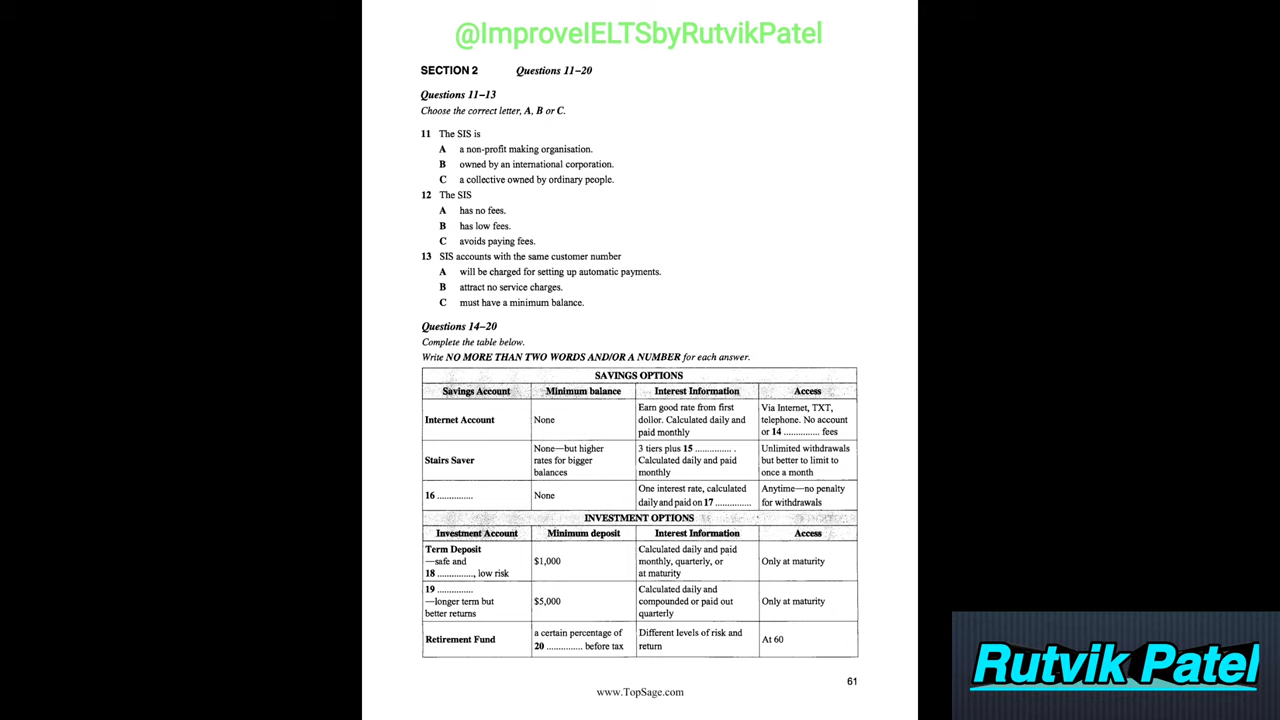 @ImproveIELTSbyRutvikPatel
SECTION 2 Questions 11–20
Questions 11–13
Choose the correct letter, A, B or C.
11 The SIS is
A a non-profit making organisation.
B owned by an international corporation.
C a collective owned by ordinary people.
12 The SIS
A has no fees.
B has low fees.
C avoids paying fees.
13 SIS accounts with the same customer number
A will be charged for setting up automatic payments.
B attract no service charges.
C must have a minimum balance.
Questions 14–20
Complete the table below.
Write NO MORE THAN TWO WORDS AND/OR A NUMBER for each answer.
SAVINGS OPTIONS
Savings Account Minimum balance Interest Information Access
Internet Account
None
Earn good rate from first
dollor. Calculated daily and
paid monthly
Via Internet, TXT,
telephone. No account
or 14 ............... fees
Stairs Saver
None—but higher
rates for bigger
balances
3 tiers plus 15 ............... .
Calculated daily and paid
monthly
Unlimited withdrawals
but better to limit to
once a month
16 ...............
None
One interest rate, calculated
daily and paid on 17 ...............
Anytime—no penalty
for withdrawals
INVESTMENT OPTIONS
Investment Account Minimum deposit Interest Information Access
Term Deposit
—safe and
18 ..............., low risk
$1,000
Calculated daily and paid
monthly, quarterly, or
at maturity
Only at maturity
19 ...............
—longer term but
better returns
$5,000
Calculated daily and
compounded or paid out
quarterly
Only at maturity
Retirement Fund
a certain percentage of
20 ............... before tax
Different levels of risk and
return
At 60
61
www.TopSage.com
Rutvik Patel